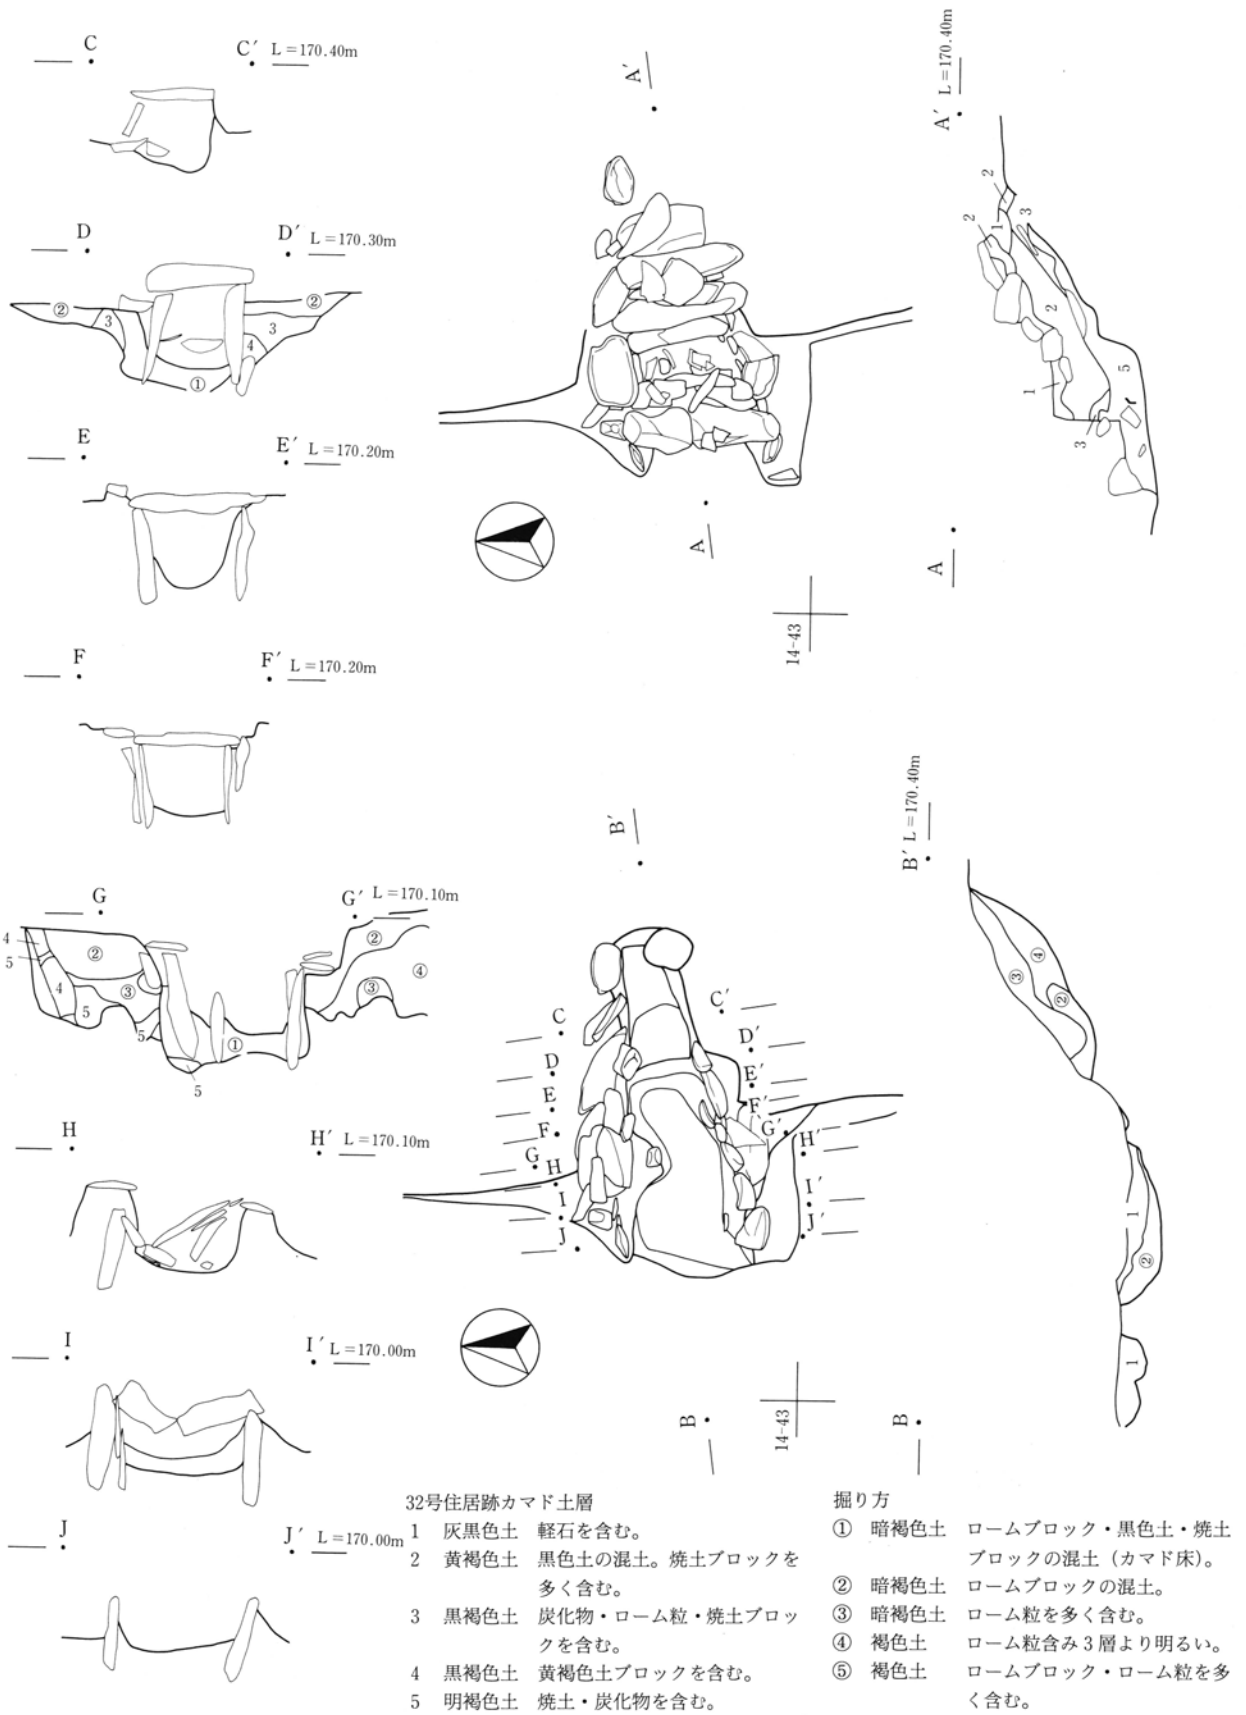 C
C′ L＝170.40m
D
D′ L＝170.30m
②
3
②
3
4
①
E
E′ L＝170.20m
F
F′ L＝170.20m
G
G′ L＝170.10m
4
5
②
②
4
③
③
④
5
5
①
5
H
H′ L＝170.10m
I
I′ L＝170.00m
J
J′ L＝170.00m
A′
A
14-43
A′ L＝170.40m
2
2
1
3
2
5
1
3
A
B′
C
C′
D
D′
E
E′
F
F′
G
G′
H
H′
I
I′
J
J′
B
14-43
B′ L＝170.40m
④
③
②
1
②
1
B
32号住居跡カマド土層
1 灰黒色土 軽石を含む。
2 黄褐色土 黒色土の混土。焼土ブロックを
多く含む。
3 黒褐色土 炭化物・ローム粒・焼土ブロッ
クを含む。
4 黒褐色土 黄褐色土ブロックを含む。
5 明褐色土 焼土・炭化物を含む。
掘り方
① 暗褐色土 ロームブロック・黒色土・焼土
ブロックの混土（カマド床）。
② 暗褐色土 ロームブロックの混土。
③ 暗褐色土 ローム粒を多く含む。
④ 褐色土 ローム粒含み3層より明るい。
⑤ 褐色土 ロームブロック・ローム粒を多
く含む。